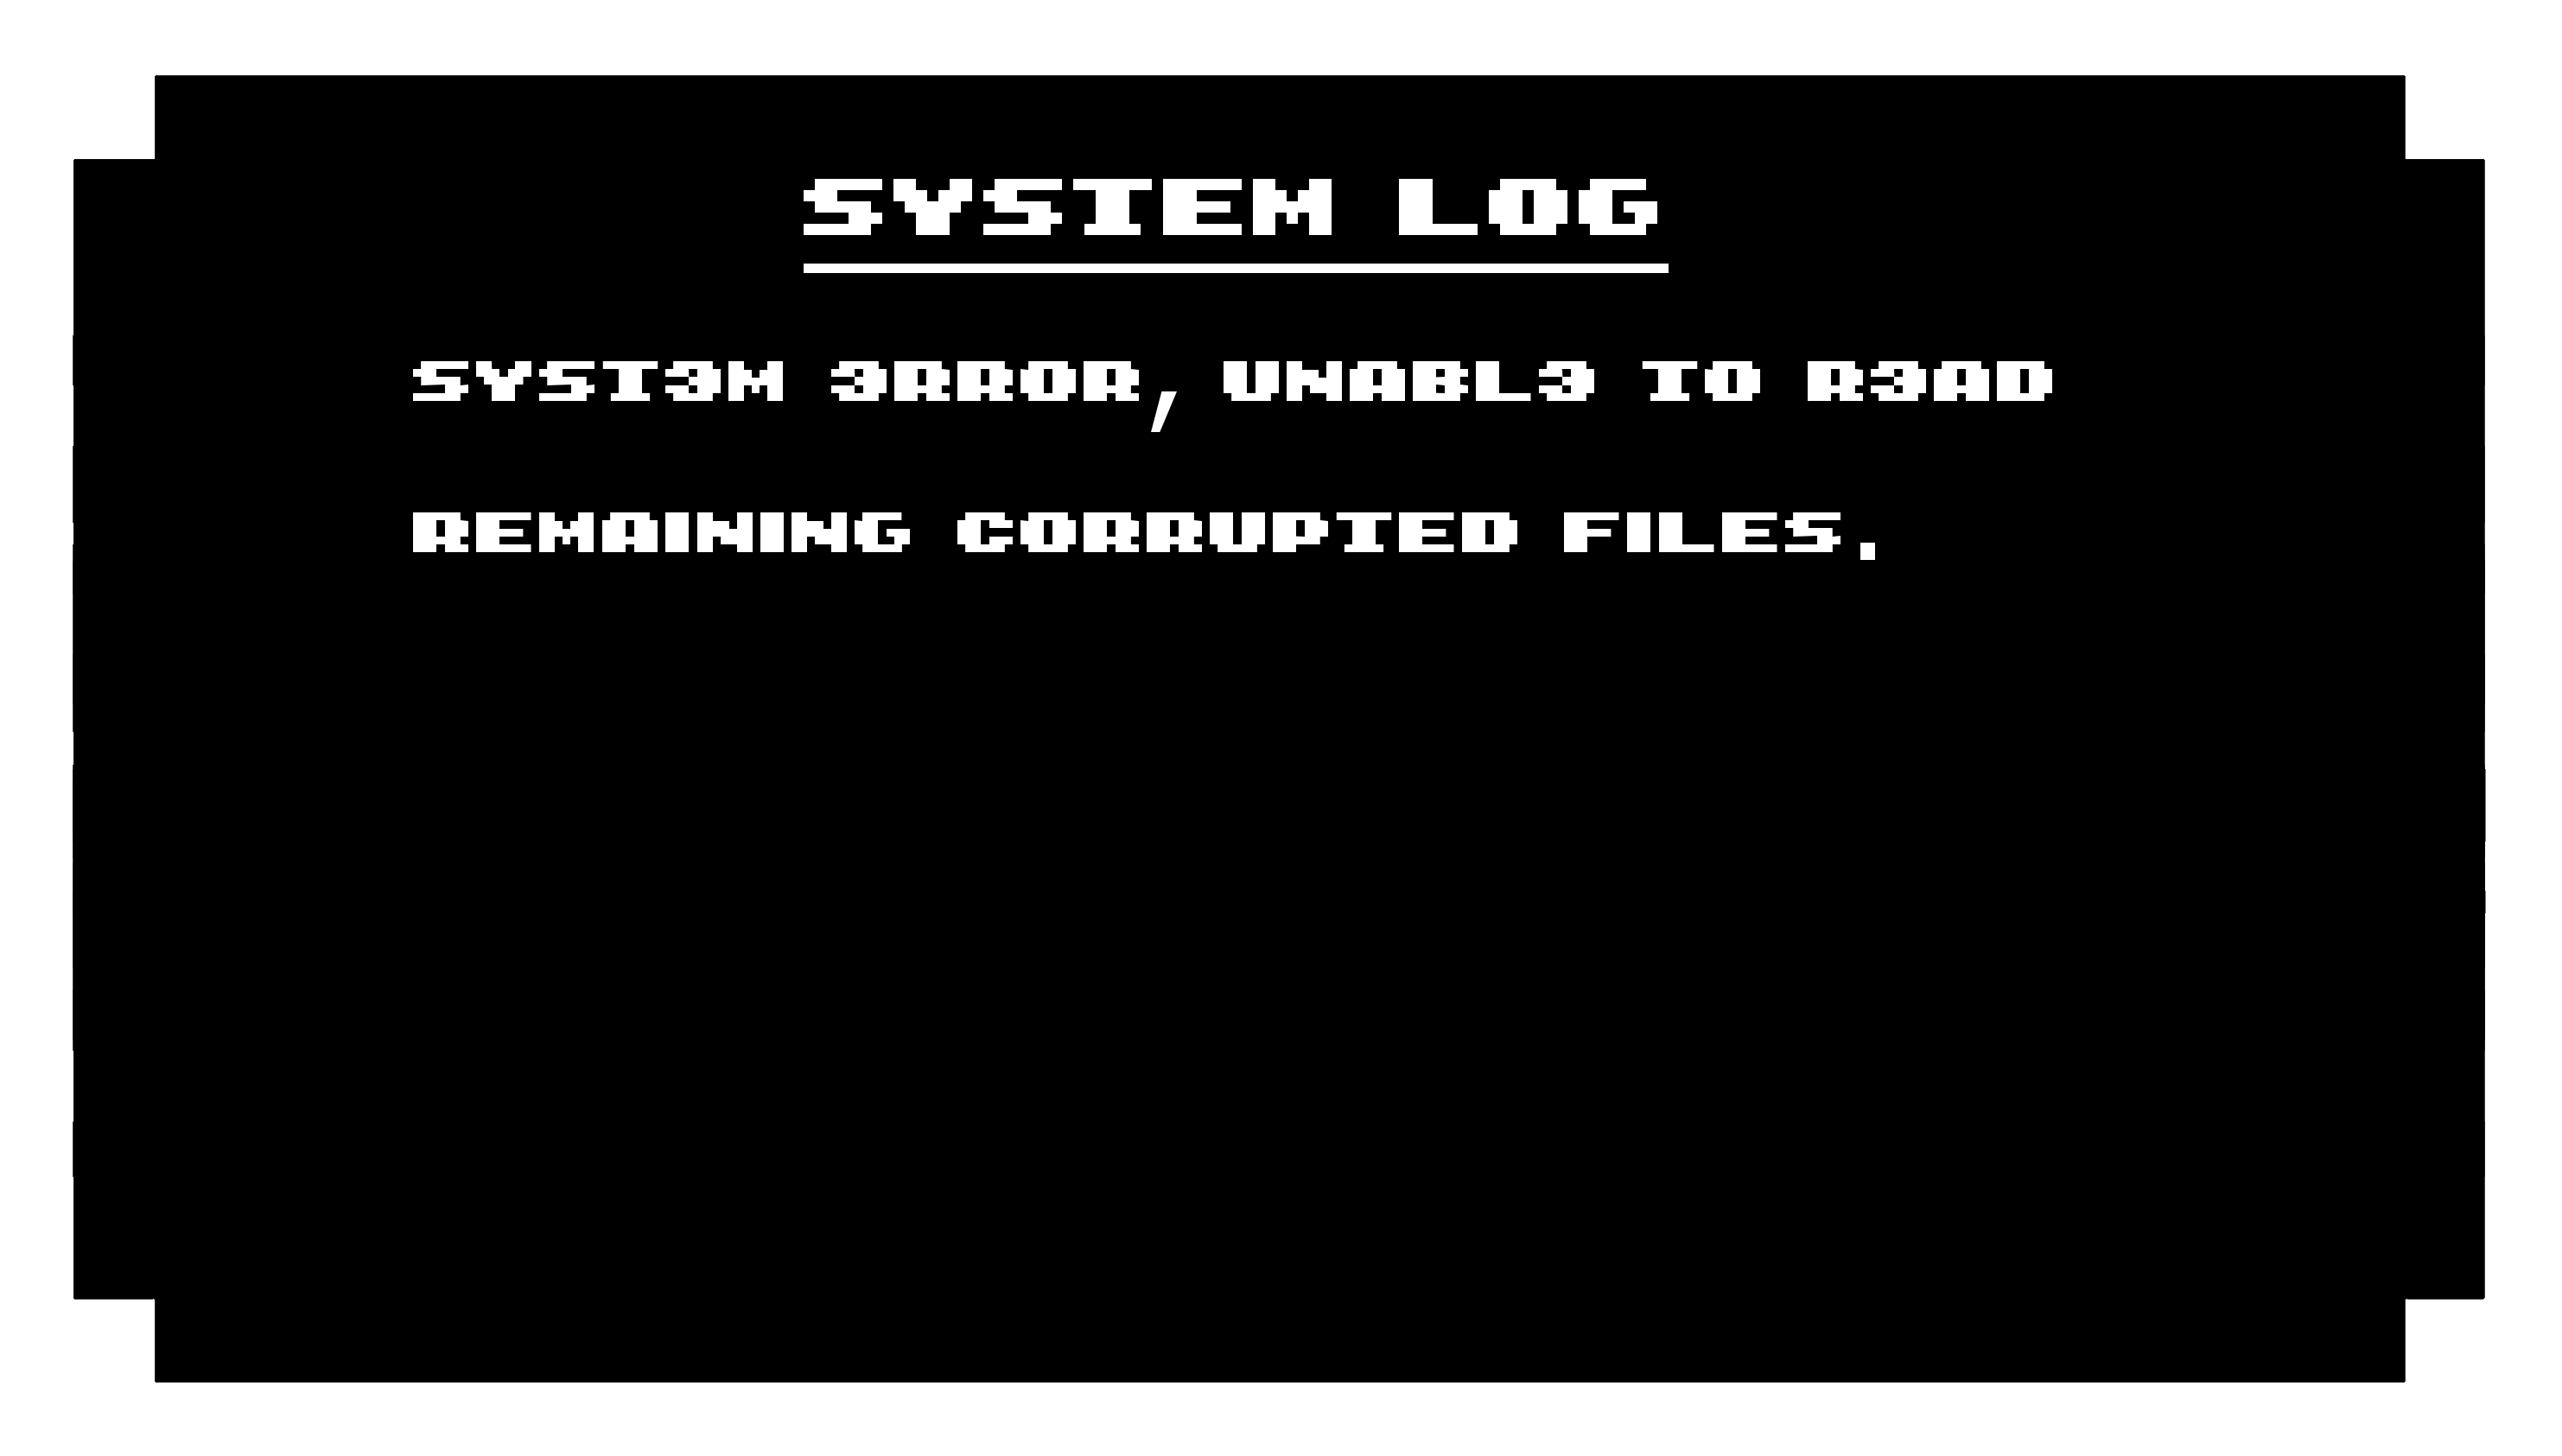 SYSTEM LOG
SYST3M 3RROR, UNABL3 TO R3AD
REMAINING CORRUPTED FILES.